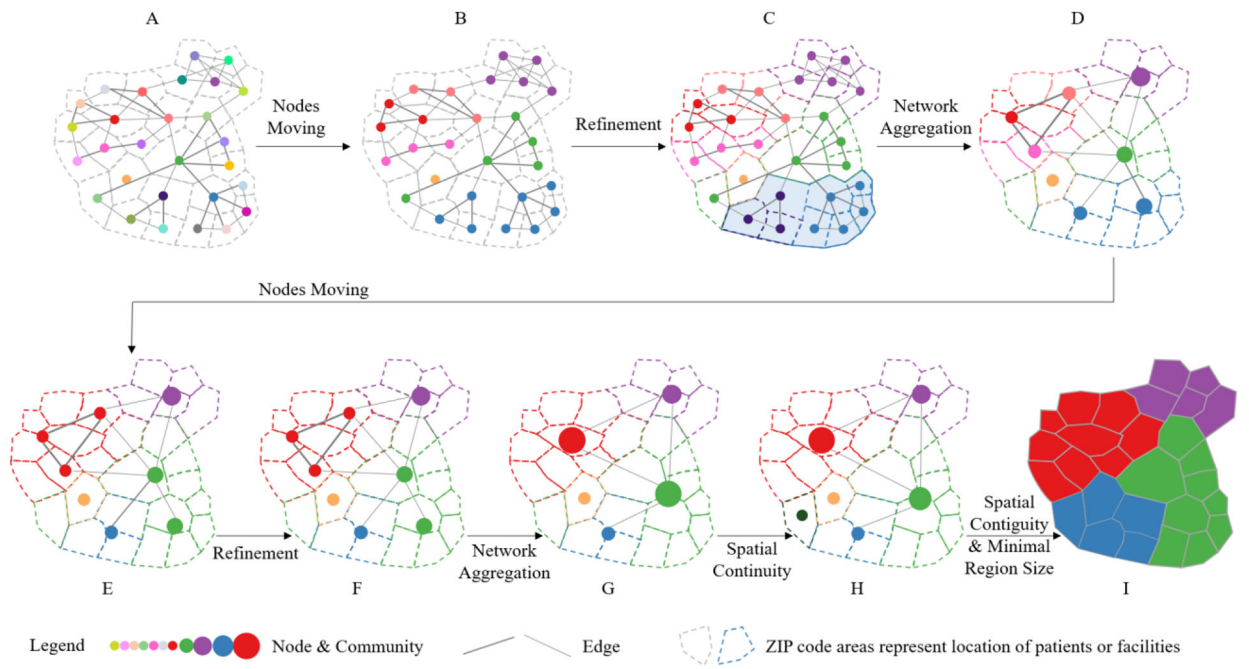 A
B
C
D
Nodes
Moving
Refinement
Network
Aggregation
Nodes Moving
Refinement
Network
Aggregation
Spatial
Continuity
Spatial
Contiguity
& Minimal
Region Size
E
F
G
H
I
Legend
Node & Community
Edge
ZIP code areas represent location of patients or facilities